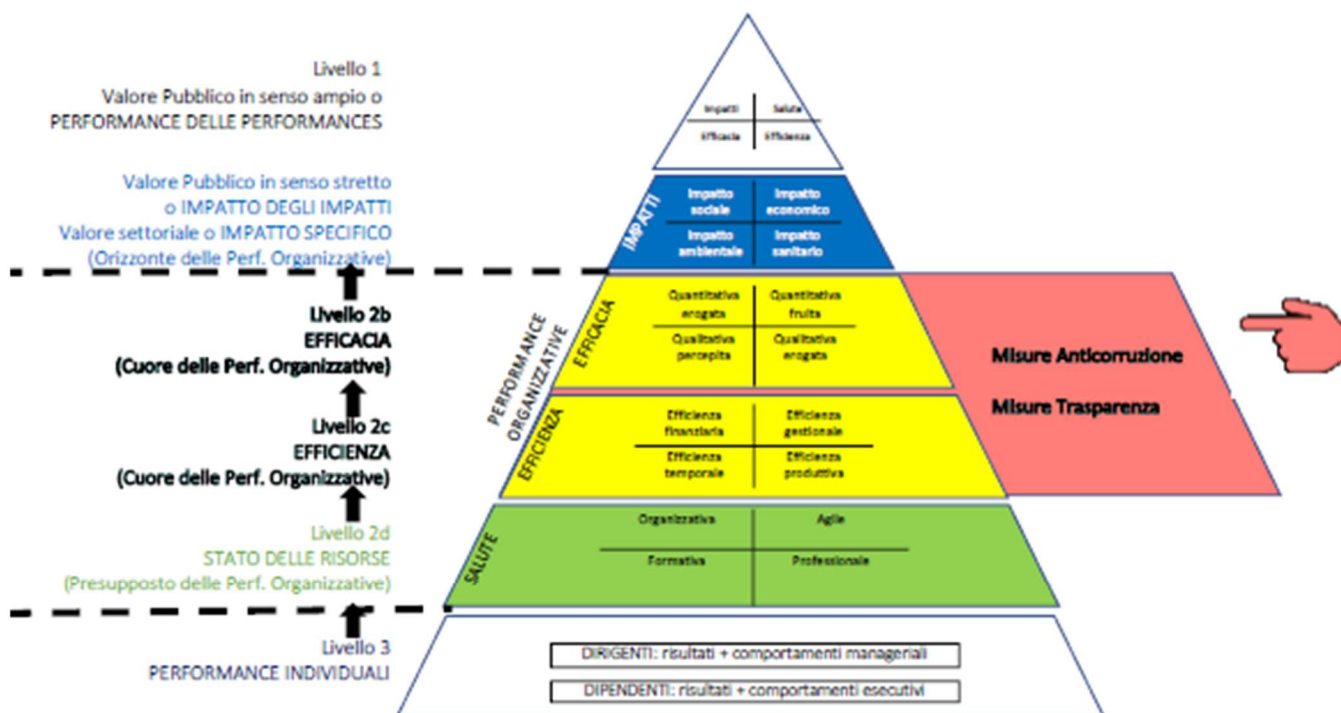 Livello 1
Valore Pubblico in senso ampio o
PERFORMANCE DELLE PERFORMANCES
Impatti
Salute
Efficacia
Efficienza
Valore Pubblico in senso stretto
o IMPATTO DEGLI IMPATTI
Valore settoriale o IMPATTO SPECIFICO
(Orizzonte delle Perf. Organizzative)
IMPATTI
Impatto
sociale
Impatto
economico
Impatto
ambientale
Impatto
sanitario
Livello 2b
EFFICACIA
(Cuore delle Perf. Organizzative)
PERFORMANCE
ORGANIZZATIVE
EFFICACIA
Quantitativa
erogata
Quantitativa
fruita
Qualitativa
percepita
Qualitativa
erogata
Misure Anticorruzione
Misure Trasparenza
Livello 2c
EFFICIENZA
(Cuore delle Perf. Organizzative)
EFFICIENZA
Efficienza
finanziaria
Efficienza
gestionale
Efficienza
temporale
Efficienza
produttiva
Livello 2d
STATO DELLE RISORSE
(Presupposto delle Perf. Organizzative)
SALUTE
Organizzativa
Agile
Formativa
Professionale
Livello 3
PERFORMANCE INDIVIDUALI
DIRIGENTI: risultati + comportamenti manageriali
DIPENDENTI: risultati + comportamenti esecutivi